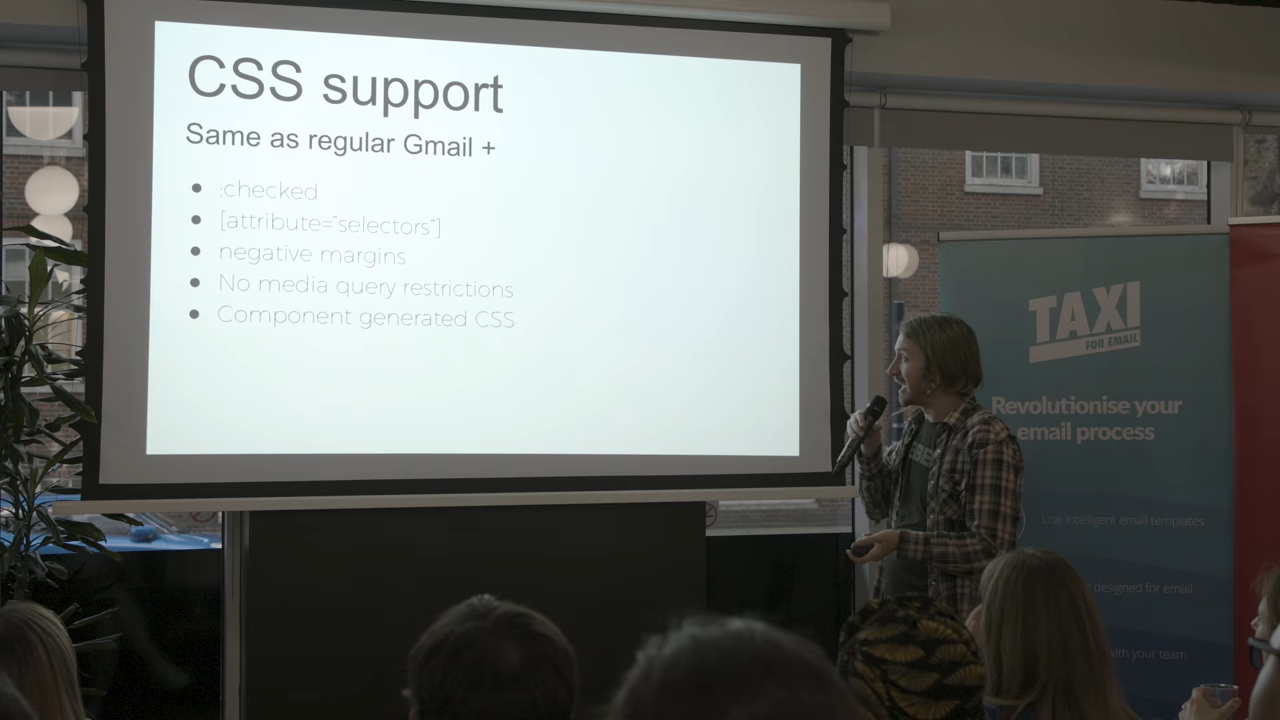 CSS support
Same as regular Gmail +
:checked
[attribute="selectors"]
negative margins
No media query restrictions
Component generated CSS
TAXI
FOR EMAIL
Revolutionise your
email process
Use intelligent email templates
designed for email
with your team